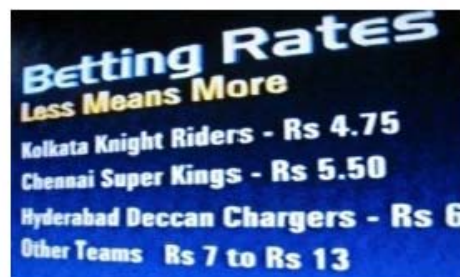 Betting Rates
Less Means More
Kolkata Knight Riders - Rs 4.75
Chennai Super Kings - Rs 5.50
Hyderabad Deccan Chargers - Rs 6
Other Teams Rs 7 to Rs 13